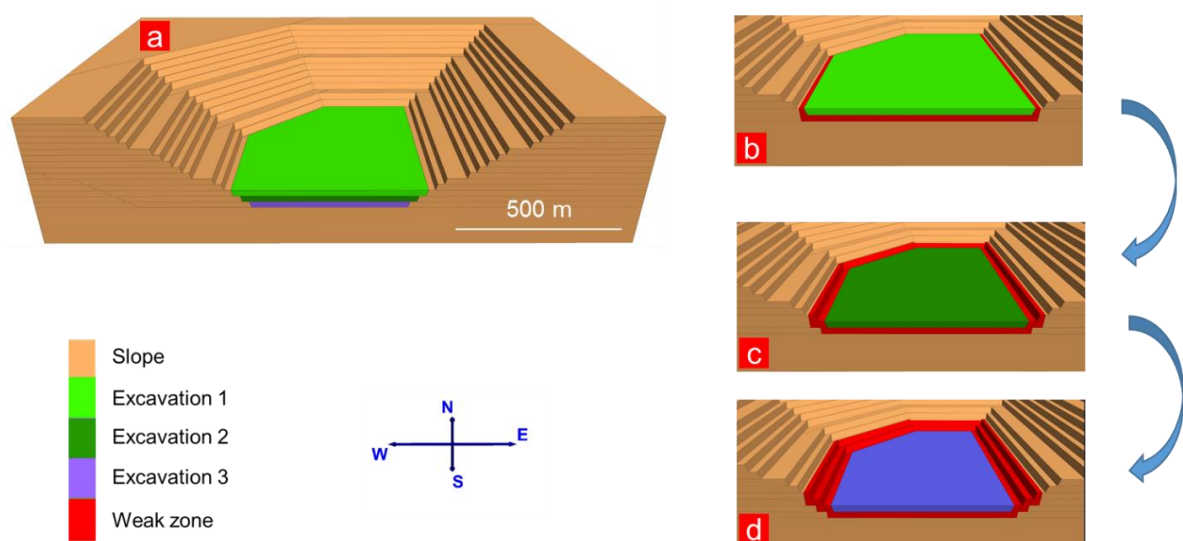 a
500 m
Slope
Excavation 1
Excavation 2
Excavation 3
Weak zone
N
W
E
S
b
c
d